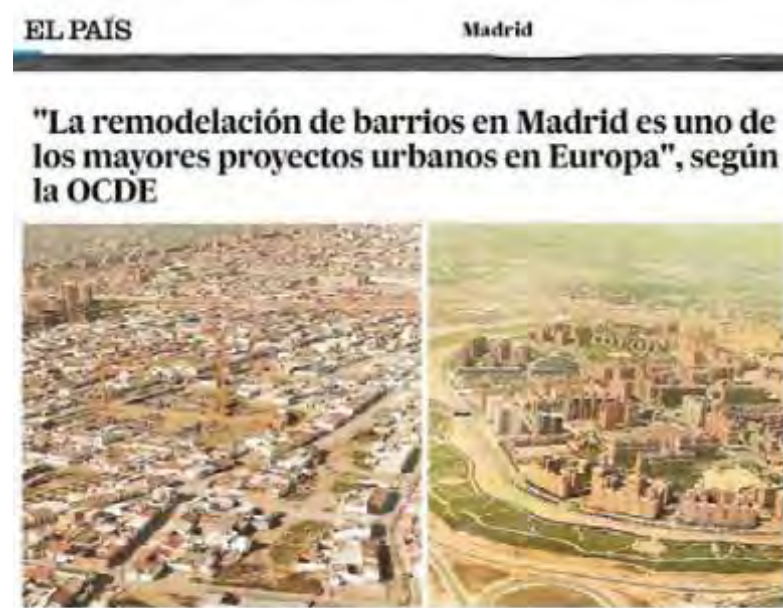 EL PAÍS
Madrid
"La remodelación de barrios en Madrid es uno de
los mayores proyectos urbanos en Europa", según
la OCDE